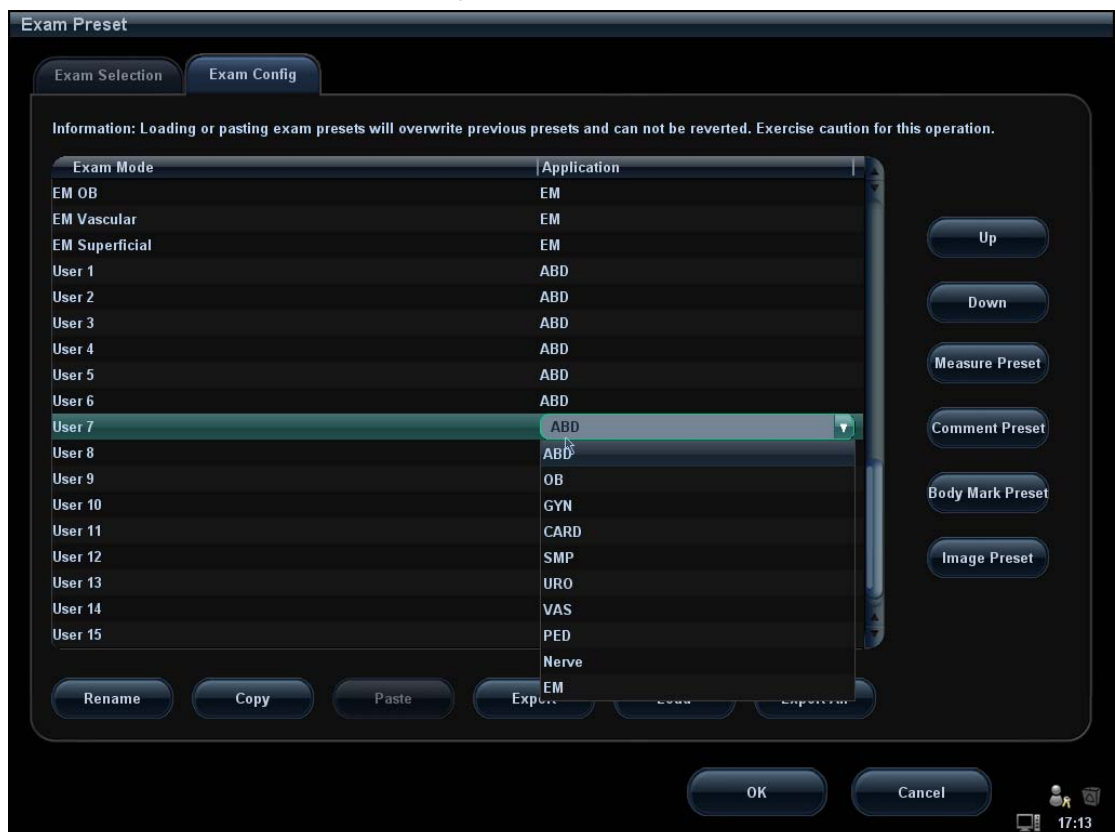 Exam Preset
Exam Selection Exam Config
Information: Loading or pasting exam presets will overwrite previous presets and can not be reverted. Exercise caution for this operation.
Exam Mode Application
EM OB EM
EM Vascular EM
EM Superficial EM
User 1 ABD
User 2 ABD
User 3 ABD
User 4 ABD
User 5 ABD
User 6 ABD
User 7 ABD
User 8 ABD
User 9 OB
User 10 GYN
User 11 CARD
User 12 SMP
User 13 URO
User 14 VAS
User 15 PED
Nerve
EM
Up
Down
Measure Preset
Comment Preset
Body Mark Preset
Image Preset
Rename Copy Paste Export Load Export All
OK Cancel
17:13